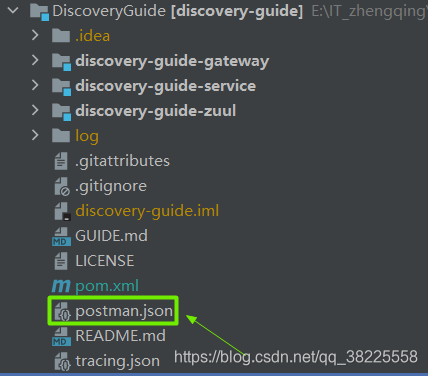 DiscoveryGuide [discovery-guide] E:\IT_zhengqing\
.idea
discovery-guide-gateway
discovery-guide-service
discovery-guide-zuul
log
.gitattributes
.gitignore
discovery-guide.iml
MD GUIDE.md
LICENSE
m pom.xml
postman.json
MD README.md
tracing.json https://blog.csdn.net/qq_38225558